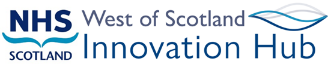 NHS
SCOTLAND
West of Scotland
Innovation Hub